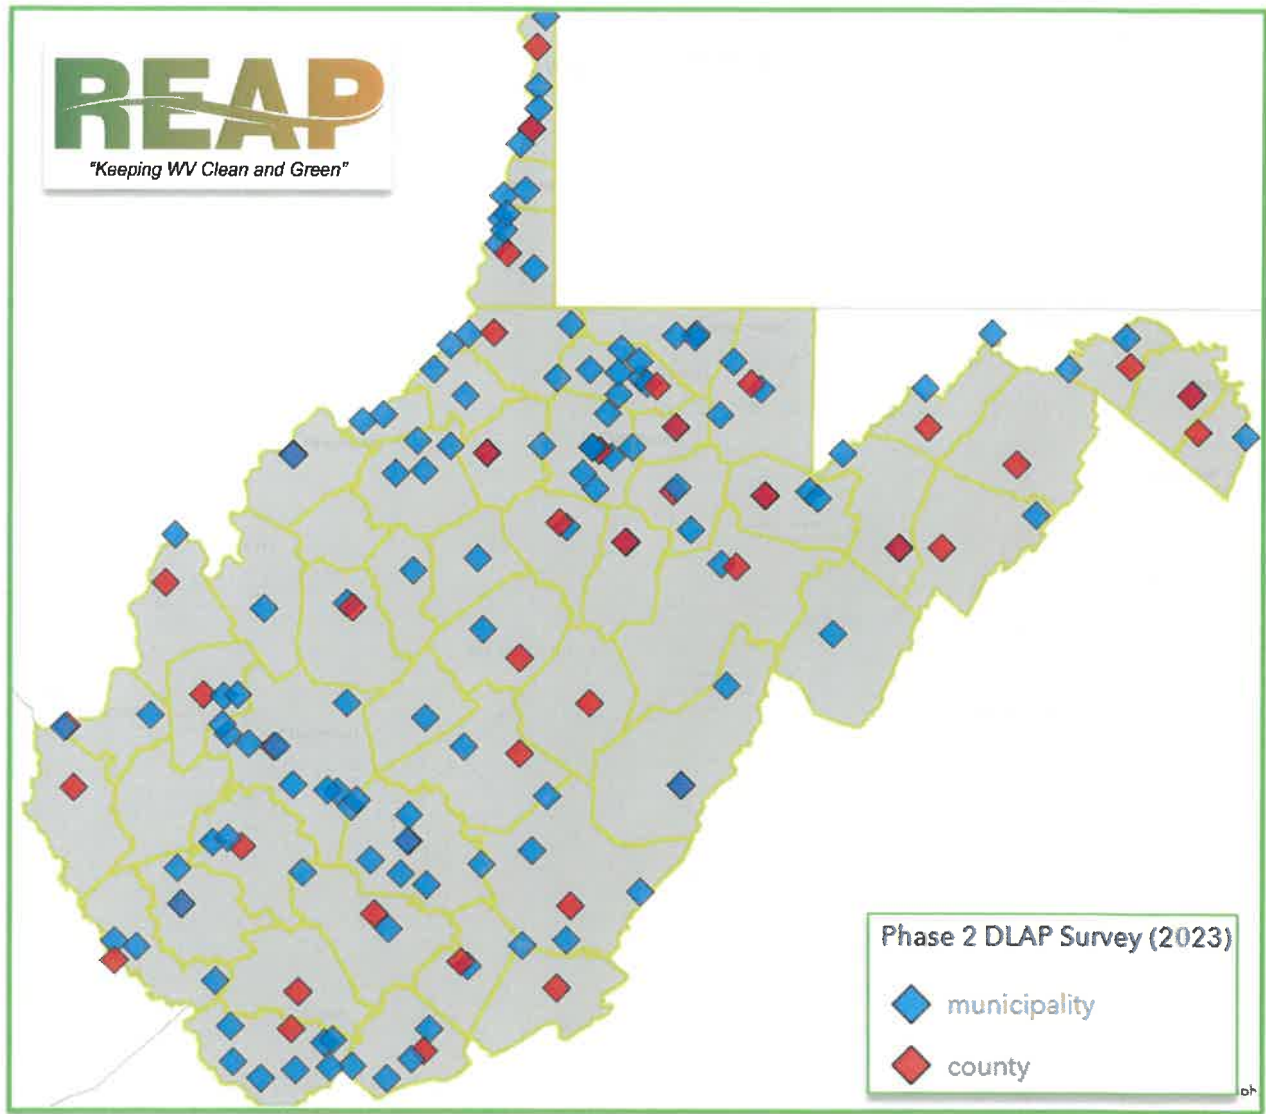 REAP
"Keeping WV Clean and Green"
Phase 2 DLAP Survey (2023)
municipality
county